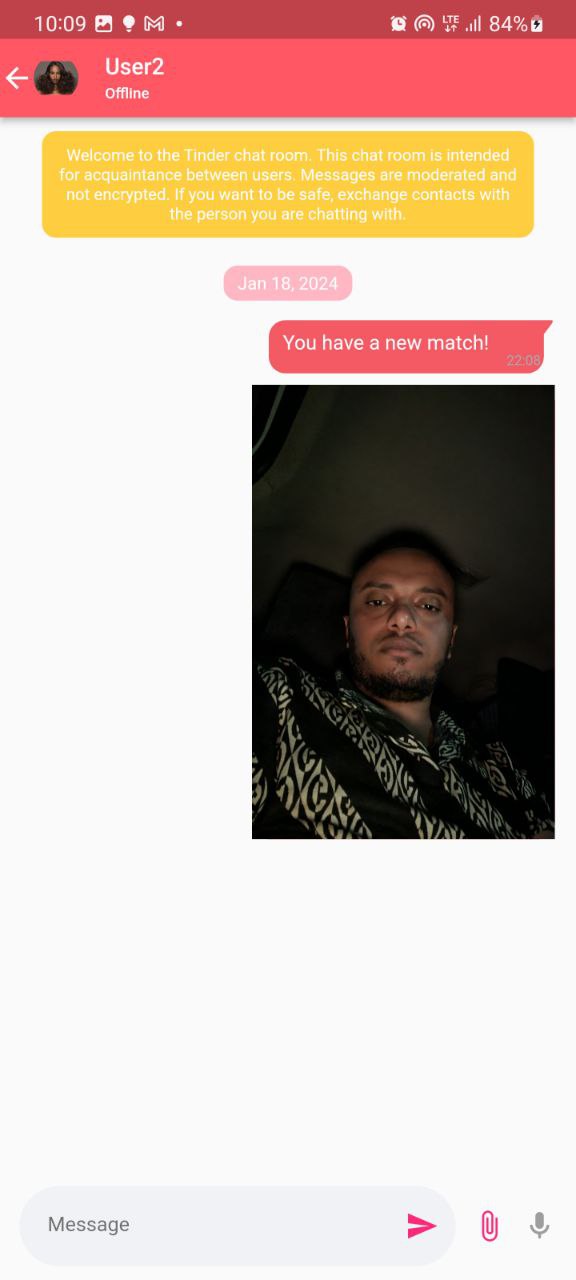 10:09
LTE
84%
User2
Offline
Welcome to the Tinder chat room. This chat room is intended
for acquaintance between users. Messages are moderated and
not encrypted. If you want to be safe, exchange contacts with
the person you are chatting with.
Jan 18, 2024
You have a new match!
22:08
Message